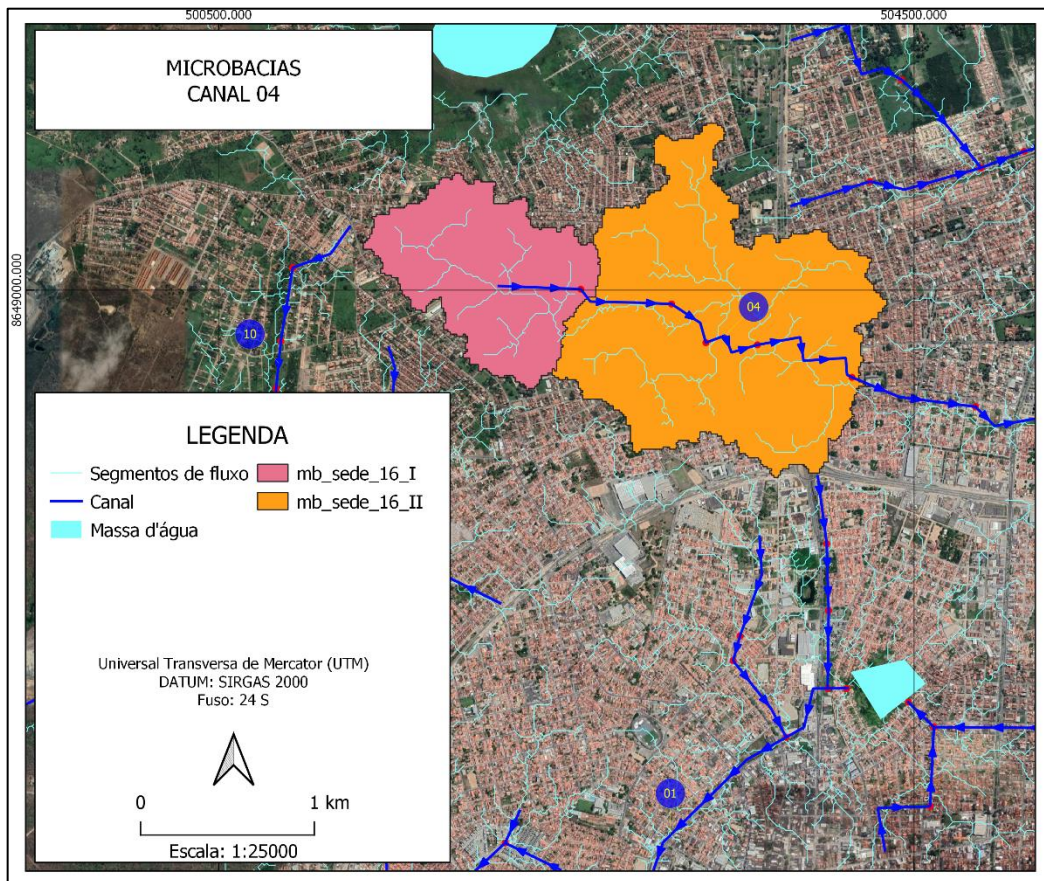 500500.000
504500.000
8649000.000
MICROBACIAS
CANAL 04
04
10
LEGENDA
Segmentos de fluxo
mb_sede_16_I
Canal
mb_sede_16_II
Massa d'água
Universal Transversa de Mercator (UTM)
DATUM: SIRGAS 2000
Fuso: 24 S
0
1 km
Escala: 1:25000
01